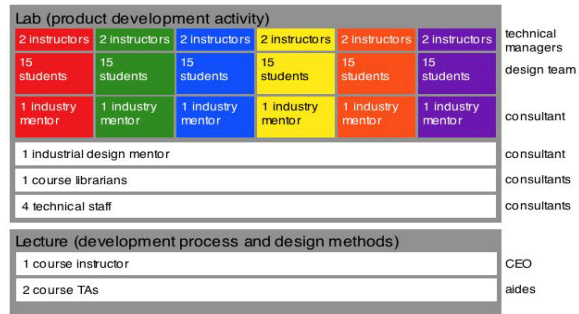 Lab (product development activity)
2 instructors 2 instructors 2 instructors 2 instructors 2 instructors 2 instructors technical managers
15 students 15 students 15 students 15 students 15 students 15 students design team
1 industry mentor 1 industry mentor 1 industry mentor 1 industry mentor 1 industry mentor 1 industry mentor consultant
1 industrial design mentor consultant
1 course librarians consultants
4 technical staff consultants
Lecture (development process and design methods)
1 course instructor CEO
2 course TAs aides